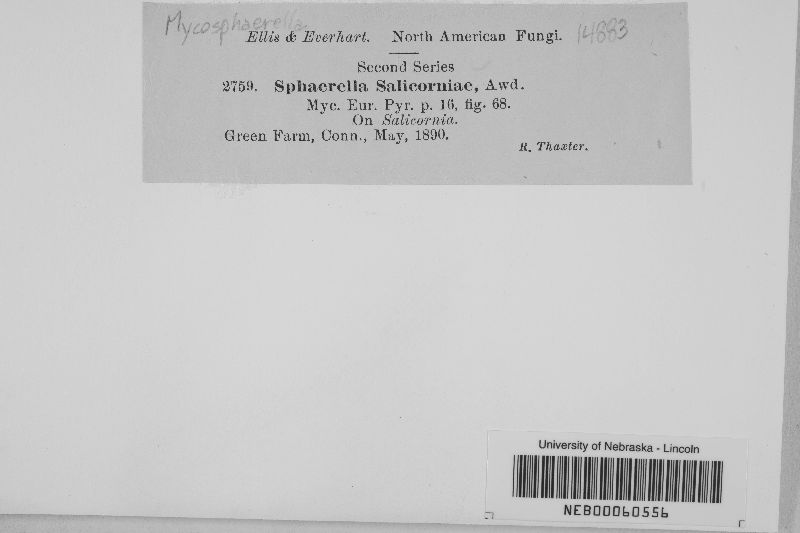 Mycosphaerella
Ellis & Everhart. North American Fungi. 14883
Second Series
2759. Sphaerella Salicorniae, Awd.
Myc. Eur. Pyr. p. 16, fig. 68.
On Salicornia.
Green Farm, Conn., May, 1890.
R. Thaxter.
University of Nebraska - Lincoln
NEB00060556